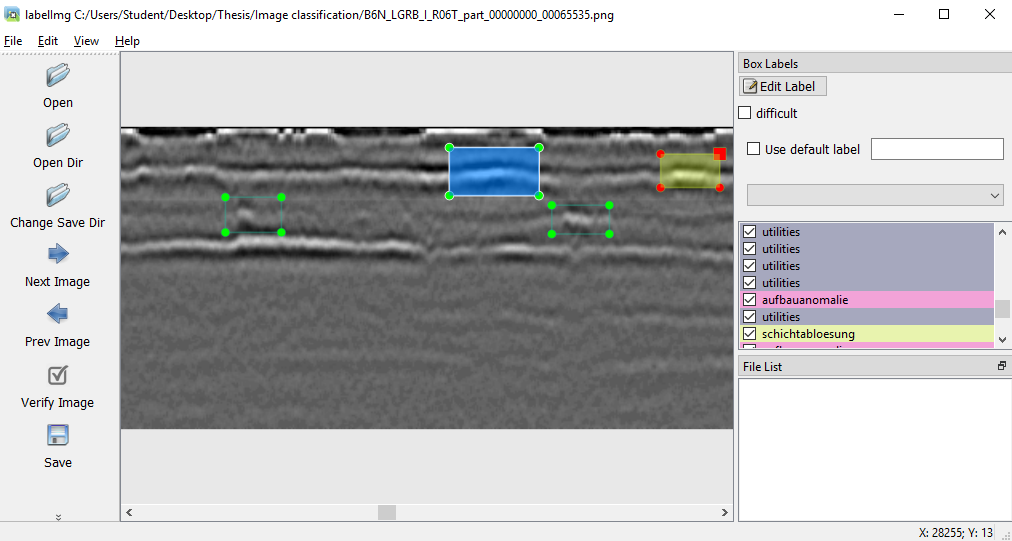 labelImg C:/Users/Student/Desktop/Thesis/Image classification/B6N_LGRB_I_R06T_part_00000000_00065535.png
File Edit View Help
Open
Open Dir
Change Save Dir
Next Image
Prev Image
Verify Image
Save
Box Labels
Edit Label
difficult
Use default label
utilities
utilities
utilities
utilities
aufbauanomalie
utilities
schichtabloesung
File List
X: 28255; Y: 13